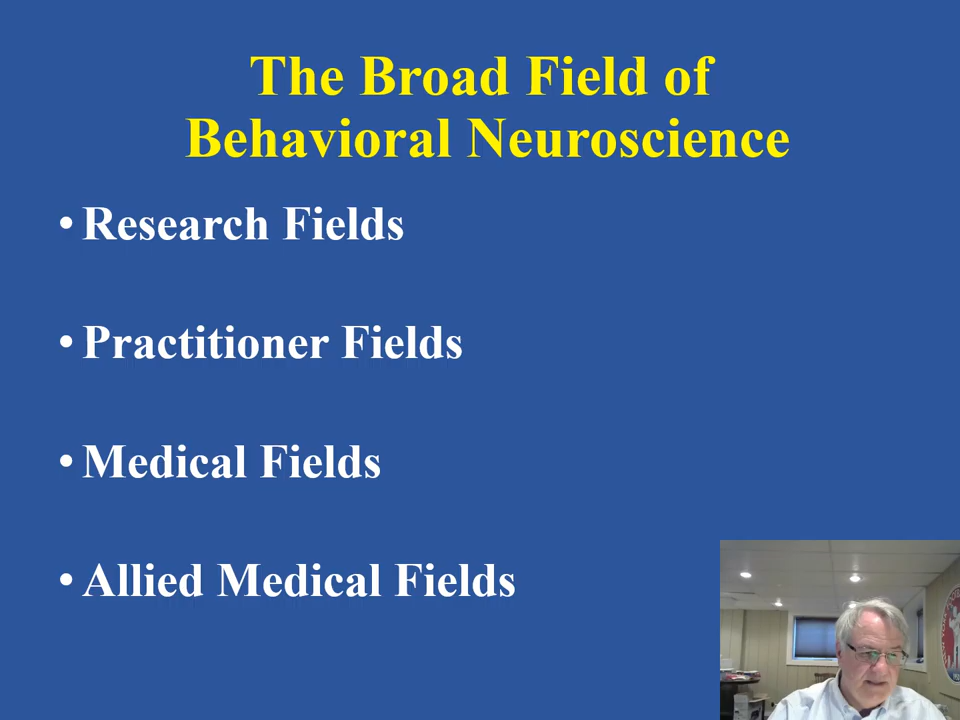 The Broad Field of
Behavioral Neuroscience
• Research Fields
• Practitioner Fields
• Medical Fields
• Allied Medical Fields